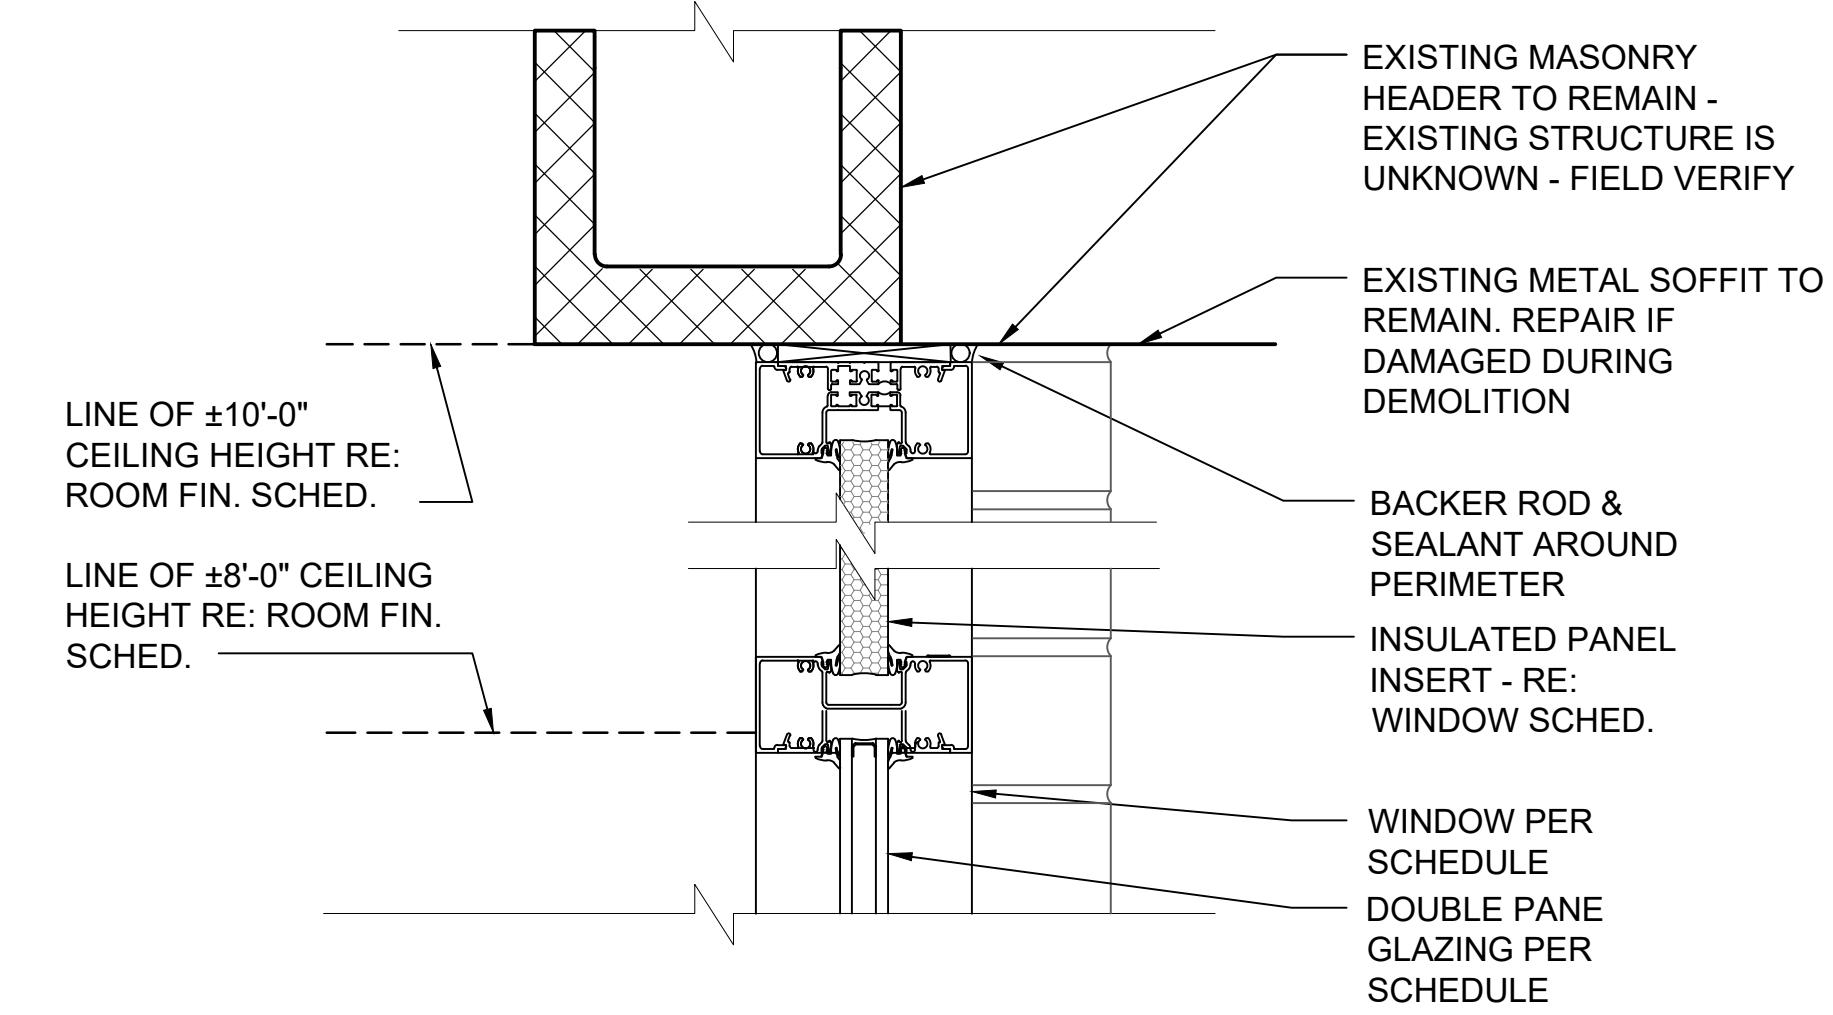 EXISTING MASONRY
HEADER TO REMAIN -
EXISTING STRUCTURE IS
UNKNOWN - FIELD VERIFY
EXISTING METAL SOFFIT TO
REMAIN. REPAIR IF
DAMAGED DURING
DEMOLITION
LINE OF ±10'-0"
CEILING HEIGHT RE:
ROOM FIN. SCHED.
LINE OF ±8'-0" CEILING
HEIGHT RE: ROOM FIN.
SCHED.
BACKER ROD &
SEALANT AROUND
PERIMETER
INSULATED PANEL
INSERT - RE:
WINDOW SCHED.
WINDOW PER
SCHEDULE
DOUBLE PANE
GLAZING PER
SCHEDULE